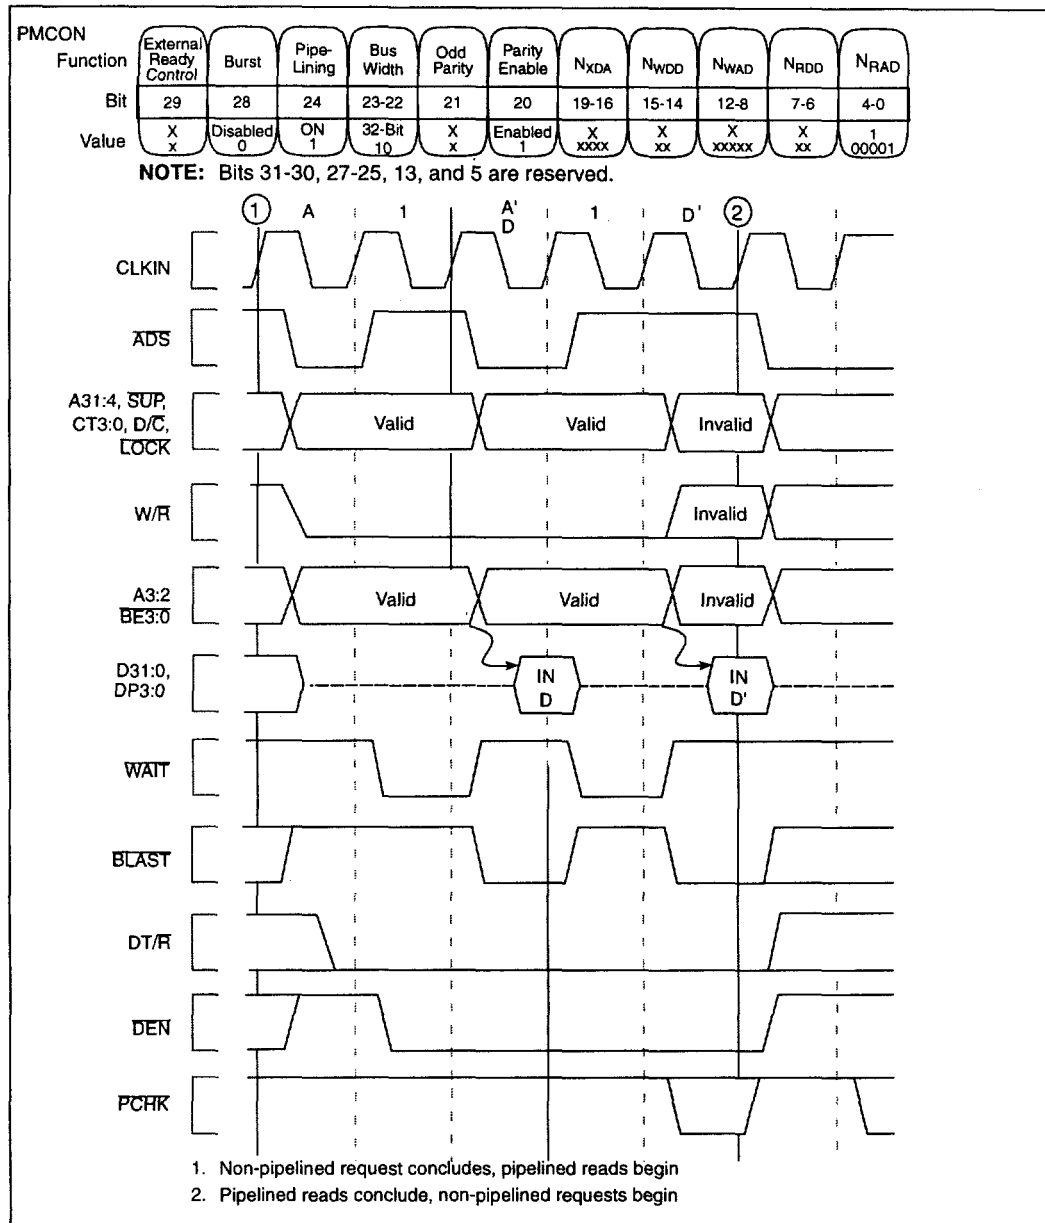 PMCON
Function External Ready Control Burst Pipe-Lining Bus Width Odd Parity Parity Enable NXDA NWDD NWAD NRDD NRAD
Bit 29 28 24 23-22 21 20 19-16 15-14 12-8 7-6 4-0
Value X x Disabled 0 ON 1 32-Bit 10 X x Enabled 1 X xxxx X xx X xxxxx X xx 1 00001
NOTE: Bits 31-30, 27-25, 13, and 5 are reserved.
1 A 1 A' D 1 D' 2
CLKIN
ADS
A31:4, SUP,
CT3:0, D/C,
LOCK
Valid Valid Invalid
W/R
Invalid
A3:2
BE3:0
Valid Valid Invalid
D31:0,
DP3:0
IN D IN D'
WAIT
BLAST
DT/R
DEN
PCHK
1. Non-pipelined request concludes, pipelined reads begin
2. Pipelined reads conclude, non-pipelined requests begin